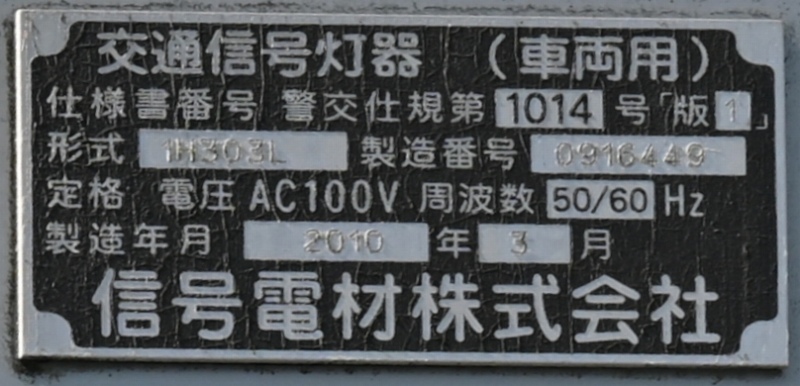 交通信号灯器 (車両用)
仕様書番号 警交仕規第 1014 号「版1」
形式 1H303L 製造番号 0916449
定格 電圧 AC100V 周波数 50/60 Hz
製造年月 2010 年 3 月
信号電材株式会社